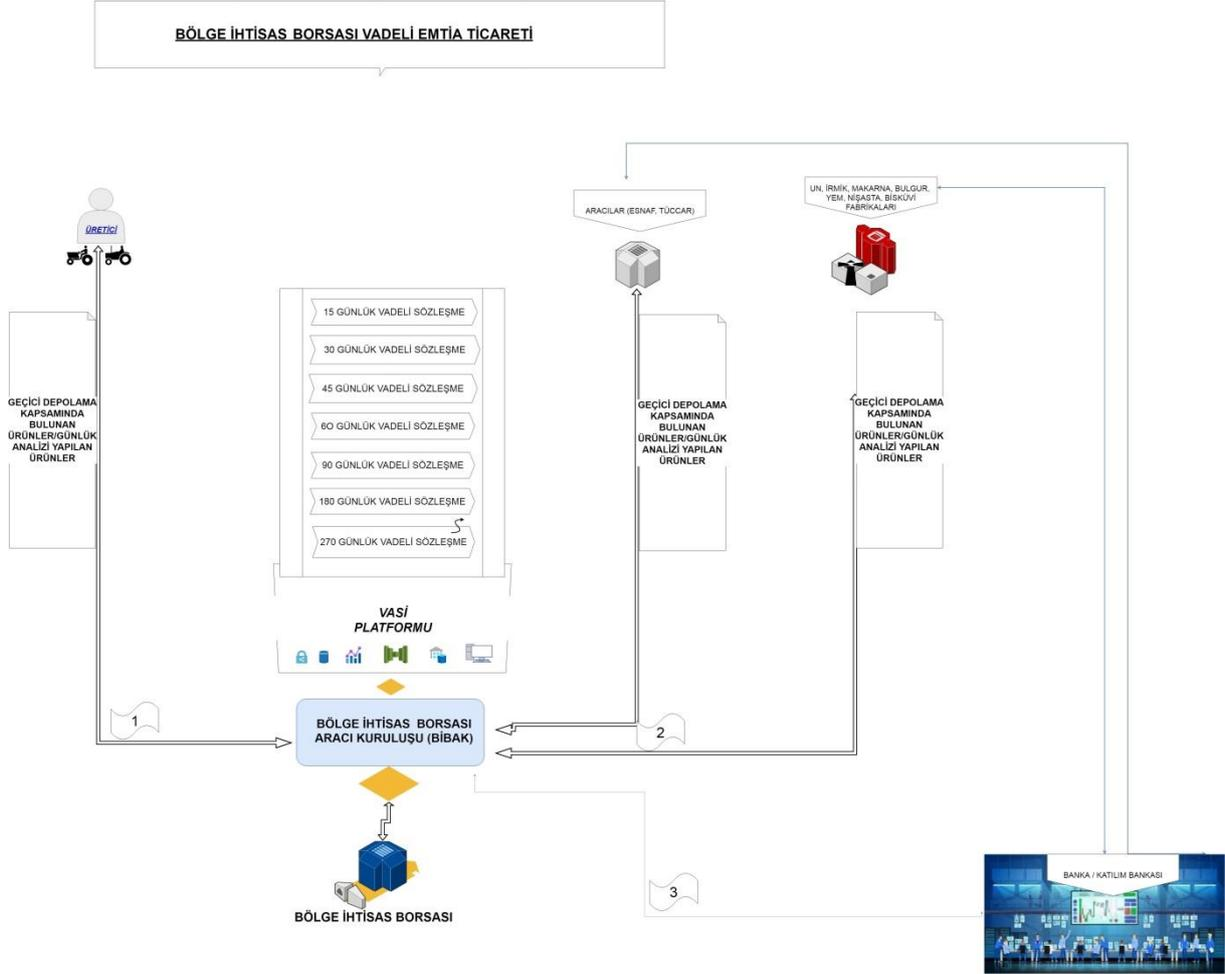 BÖLGE İHTİSAS BORSASI VADELİ EMTİA TİCARETİ
ÜRETİCİ
ARACILAR (ESNAF, TÜCCAR)
UN, İRMİK, MAKARNA, BULGUR,
YEM, NİŞASTA, BİSKÜVİ
FABRİKALARI
15 GÜNLÜK VADELİ SÖZLEŞME
30 GÜNLÜK VADELİ SÖZLEŞME
45 GÜNLÜK VADELİ SÖZLEŞME
6O GÜNLÜK VADELİ SÖZLEŞME
90 GÜNLÜK VADELİ SÖZLEŞME
180 GÜNLÜK VADELİ SÖZLEŞME
270 GÜNLÜK VADELİ SÖZLEŞME
GEÇİCİ DEPOLAMA
KAPSAMINDA
BULUNAN
ÜRÜNLER/GÜNLÜK
ANALİZİ YAPILAN
ÜRÜNLER
GEÇİCİ DEPOLAMA
KAPSAMINDA
BULUNAN
ÜRÜNLER/GÜNLÜK
ANALİZİ YAPILAN
ÜRÜNLER
GEÇİCİ DEPOLAMA
KAPSAMINDA
BULUNAN
ÜRÜNLER/GÜNLÜK
ANALİZİ YAPILAN
ÜRÜNLER
VASİ
PLATFORMU
1
BÖLGE İHTİSAS BORSASI
ARACI KURULUŞU (BİBAK)
2
3
BANKA / KATILIM BANKASI
BÖLGE İHTİSAS BORSASI